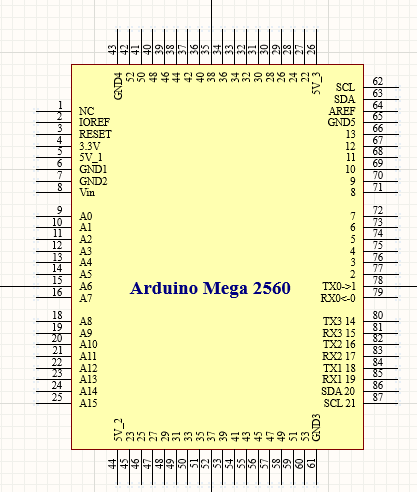 43 42 41 40 39 38 37 36 35 34 33 32 31 30 29 28 27 26
GND4 52 50 48 46 44 42 40 38 36 34 32 30 28 26 24 22 5V_3
1 NC
2 IOREF
3 RESET
4 3.3V
5 5V_1
6 GND1
7 GND2
8 Vin
9 A0
10 A1
11 A2
12 A3
13 A4
14 A5
15 A6
16 A7
18 A8
19 A9
20 A10
21 A11
22 A12
23 A13
24 A14
25 A15
Arduino Mega 2560
SCL 62
SDA 63
AREF 64
GND5 65
13 66
12 67
11 68
10 69
9 70
8 71
7 72
6 73
5 74
4 75
3 76
2 77
TX0->1 78
RX0<-0 79
TX3 14 80
RX3 15 81
TX2 16 82
RX2 17 83
TX1 18 84
RX1 19 85
SDA 20 86
SCL 21 87
5V_2 23 25 27 29 31 33 35 37 39 41 43 45 47 49 51 53 GND3
44 45 46 47 48 49 50 51 52 53 54 55 56 57 58 59 60 61